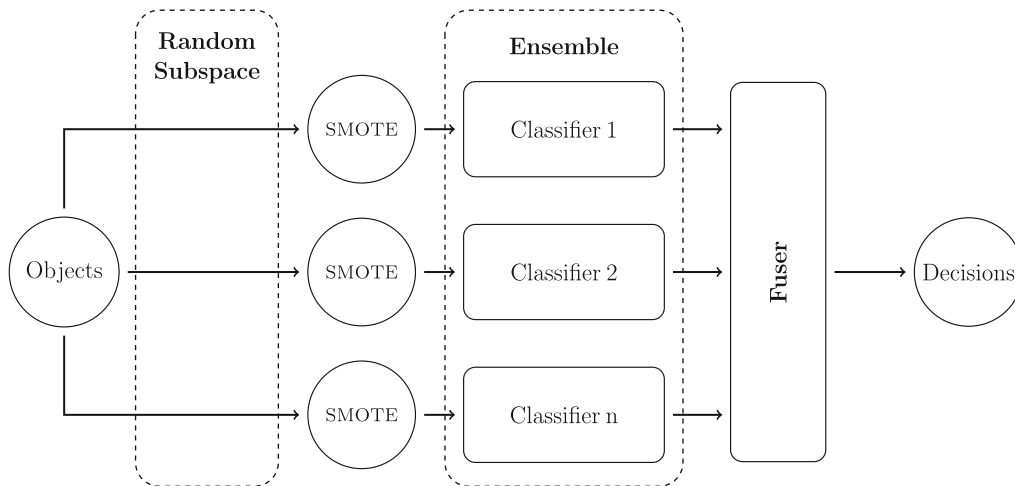 Random
Subspace
Ensemble
SMOTE
Classifier 1
Objects
SMOTE
Classifier 2
Fuser
Decisions
SMOTE
Classifier n